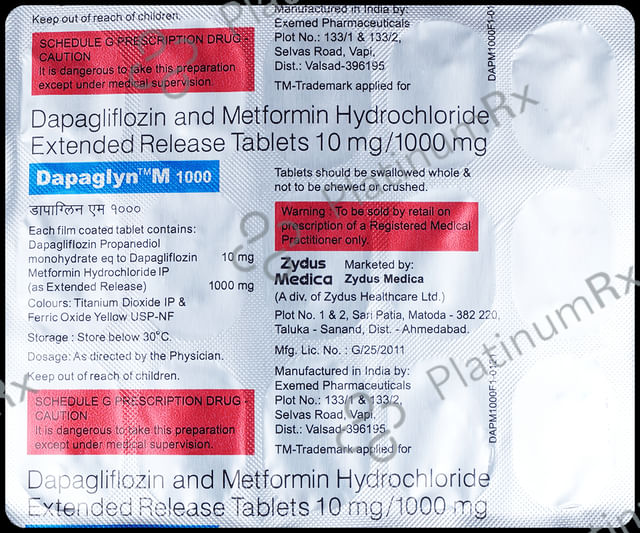 Keep out of reach of children.
SCHEDULE G PRESCRIPTION DRUG -
CAUTION
It is dangerous to take this preparation
except under medical supervision.
Manufactured in India by:
Exemed Pharmaceuticals
Plot No.: 133/1 & 133/2,
Selvas Road, Vapi,
Dist.: Valsad-396195
TM-Trademark applied for
DAPM1000F1-01
Dapagliflozin and Metformin Hydrochloride
Extended Release Tablets 10 mg/1000 mg
Dapaglyn™M 1000
डापाग्लिन एम १०००
Each film coated tablet contains:
Dapagliflozin Propanediol
monohydrate eq to Dapagliflozin 10 mg
Metformin Hydrochloride IP
(as Extended Release) 1000 mg
Colours: Titanium Dioxide IP &
Ferric Oxide Yellow USP-NF
Storage : Store below 30°C.
Dosage: As directed by the Physician.
Keep out of reach of children.
SCHEDULE G PRESCRIPTION DRUG -
CAUTION
It is dangerous to take this preparation
except under medical supervision.
Tablets should be swallowed whole &
not to be chewed or crushed.
Warning : To be sold by retail on
prescription of a Registered Medical
Practitioner only.
Zydus
Medica
Marketed by:
Zydus Medica
(A div. of Zydus Healthcare Ltd.)
Plot No. 1 & 2, Sari Patia, Matoda - 382 220,
Taluka - Sanand, Dist. - Ahmedabad.
Mfg. Lic. No. : G/25/2011
Manufactured in India by:
Exemed Pharmaceuticals
Plot No.: 133/1 & 133/2,
Selvas Road, Vapi,
Dist.: Valsad-396195
TM-Trademark applied for
DAPM1000F1-0121
Dapagliflozin and Metformin Hydrochloride
Extended Release Tablets 10 mg/1000 mg
PlatinumRx
PlatinumRx